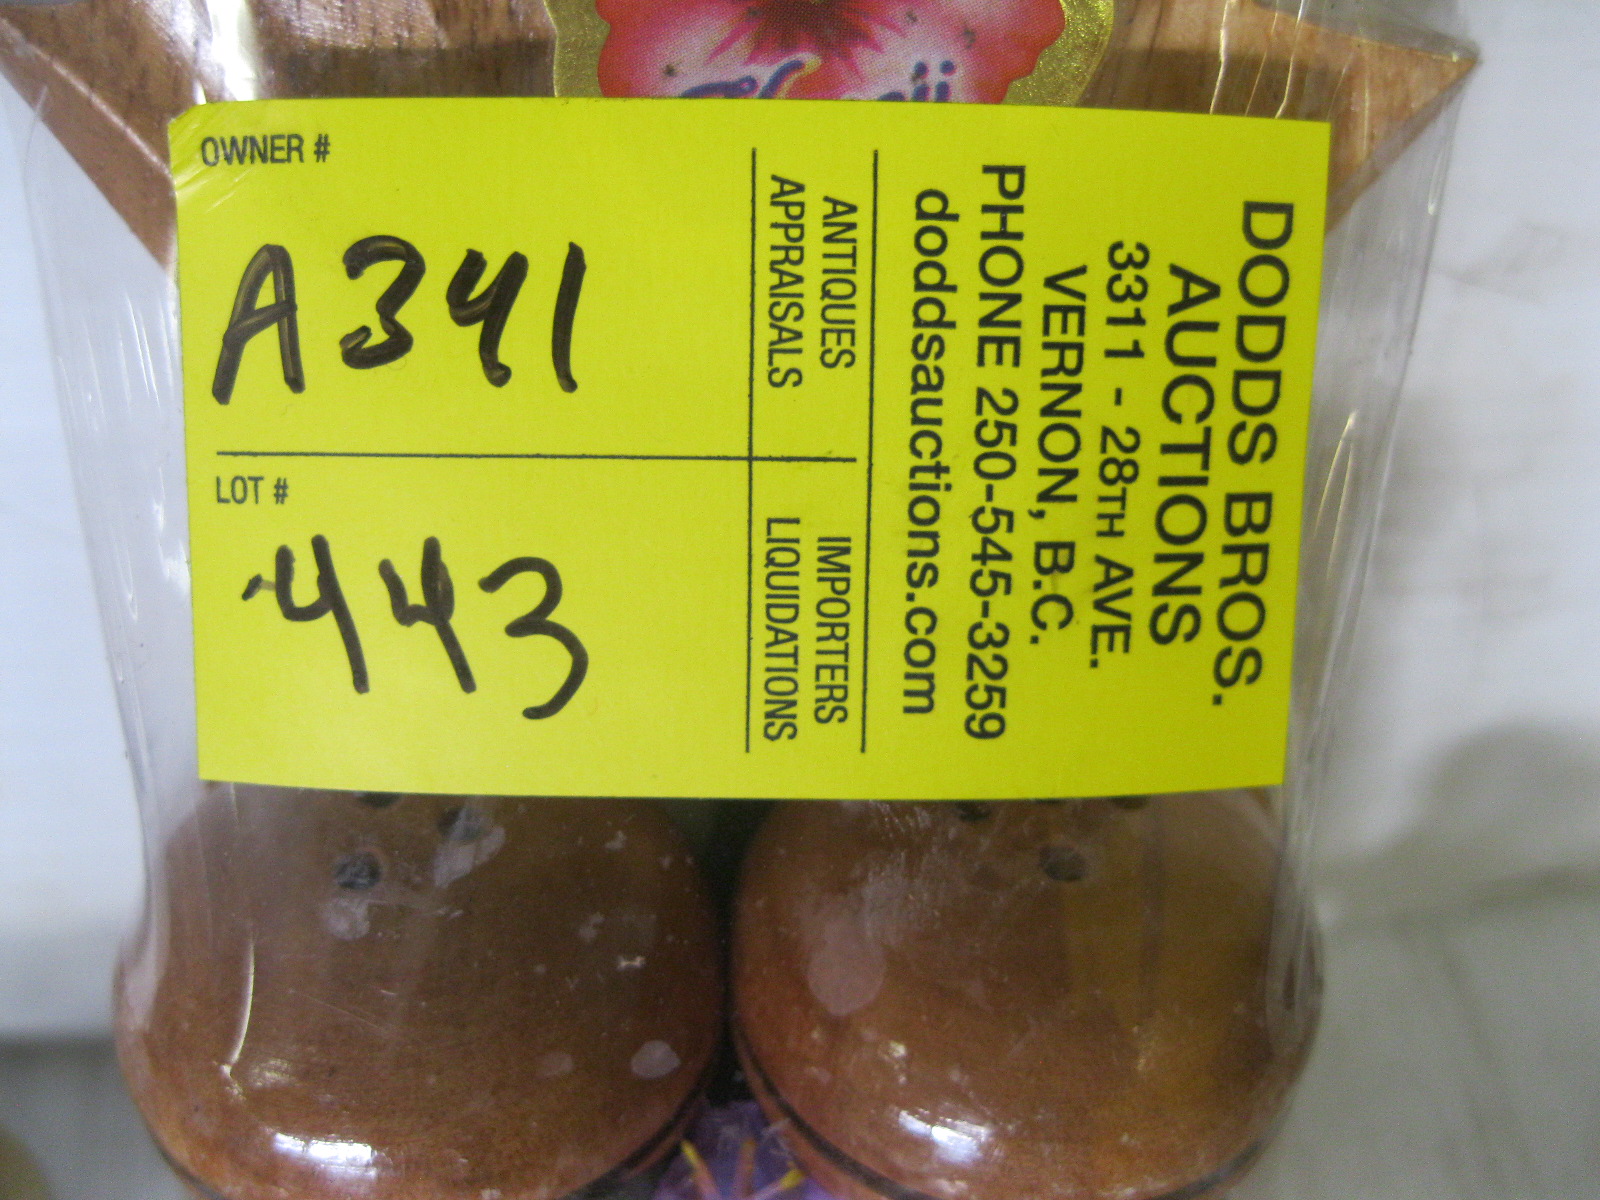 OWNER #
A341
LOT #
443
ANTIQUES
APPRAISALS
IMPORTERS
LIQUIDATIONS
DODDS BROS.
AUCTIONS
3311 - 28TH AVE.
VERNON, B.C.
PHONE 250-545-3259
doddsauctions.com